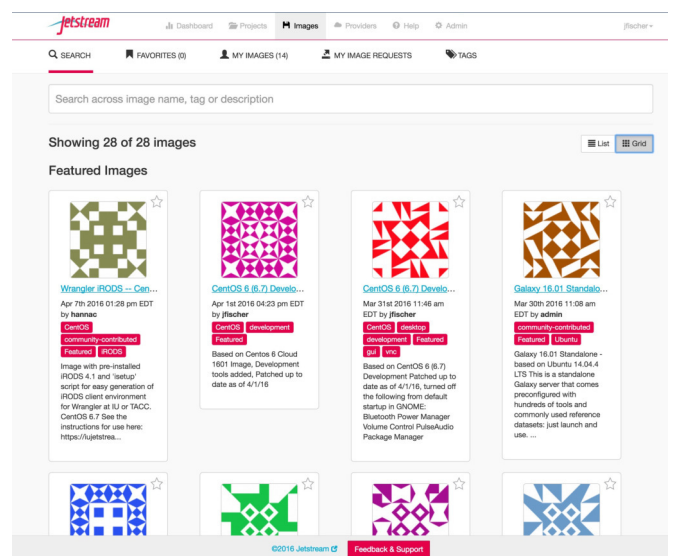 Jetstream
Dashboard Projects Images Providers Help Admin jfischer
SEARCH FAVORITES (0) MY IMAGES (14) MY IMAGE REQUESTS TAGS
Search across image name, tag or description
Showing 28 of 28 images
List Grid
Featured Images
Wrangler iRODS -- Cen...
Apr 7th 2016 01:28 pm EDT
by hannac
CentOS
community-contributed
Featured iRODS
Image with pre-installed
iRODS 4.1 and 'isetup'
script for easy generation of
iRODS client environment
for Wrangler at IU or TACC.
CentOS 6.7 See the
instructions for use here:
https://iujetstrea...
CentOS 6 (6.7) Develo...
Apr 1st 2016 04:23 pm EDT
by jfischer
CentOS development
Featured
Based on Centos 6 Cloud
1601 Image, Development
tools added, Patched up to
date as of 4/1/16
CentOS 6 (6.7) Develo...
Mar 31st 2016 11:46 am
EDT by jfischer
CentOS desktop
development Featured
gui vnc
Based on CentOS 6 (6.7)
Development Patched up to
date as of 4/1/16, turned off
the following from default
startup in GNOME:
Bluetooth Power Manager
Volume Control PulseAudio
Package Manager
Galaxy 16.01 Standalo...
Mar 30th 2016 11:08 am
EDT by admin
community-contributed
Featured Ubuntu
Galaxy 16.01 Standalone -
based on Ubuntu 14.04.4
LTS This is a standalone
Galaxy server that comes
preconfigured with
hundreds of tools and
commonly used reference
datasets: just launch and
use. ...
©2016 Jetstream Feedback & Support